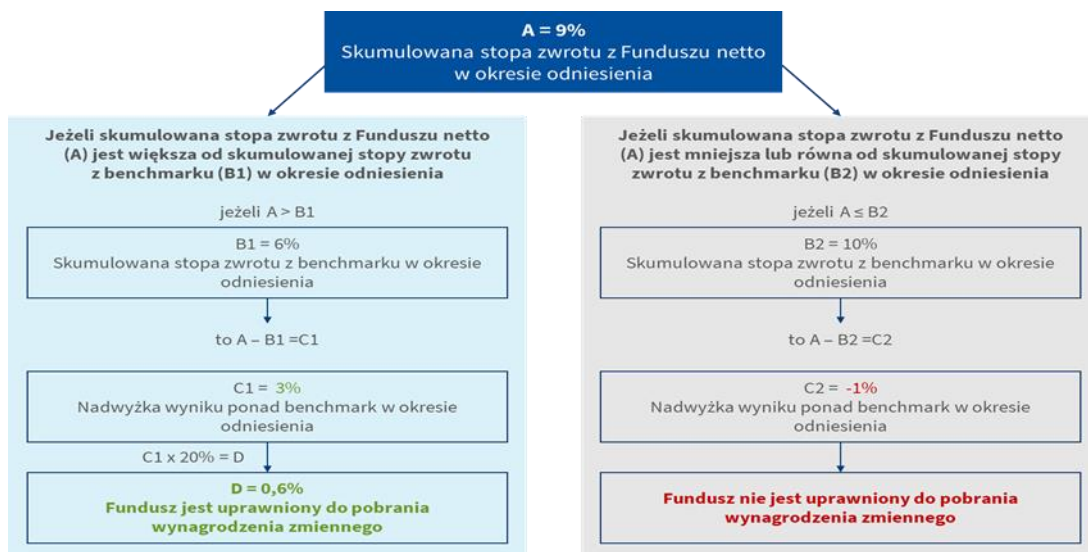 A = 9%
Skumulowana stopa zwrotu z Funduszu netto
w okresie odniesienia
Jeżeli skumulowana stopa zwrotu z Funduszu netto
(A) jest większa od skumulowanej stopy zwrotu
z benchmarku (B1) w okresie odniesienia
jeżeli A > B1
B1 = 6%
Skumulowana stopa zwrotu z benchmarku w okresie
odniesienia
to A – B1 =C1
C1 = 3%
Nadwyżka wyniku ponad benchmark w okresie
odniesienia
C1 x 20% = D
D = 0,6%
Fundusz jest uprawniony do pobrania
wynagrodzenia zmiennego
Jeżeli skumulowana stopa zwrotu z Funduszu netto
(A) jest mniejsza lub równa od skumulowanej stopy
zwrotu z benchmarku (B2) w okresie odniesienia
jeżeli A ≤ B2
B2 = 10%
Skumulowana stopa zwrotu z benchmarku w okresie
odniesienia
to A – B2 =C2
C2 = -1%
Nadwyżka wyniku ponad benchmark w okresie
odniesienia
Fundusz nie jest uprawniony do pobrania
wynagrodzenia zmiennego